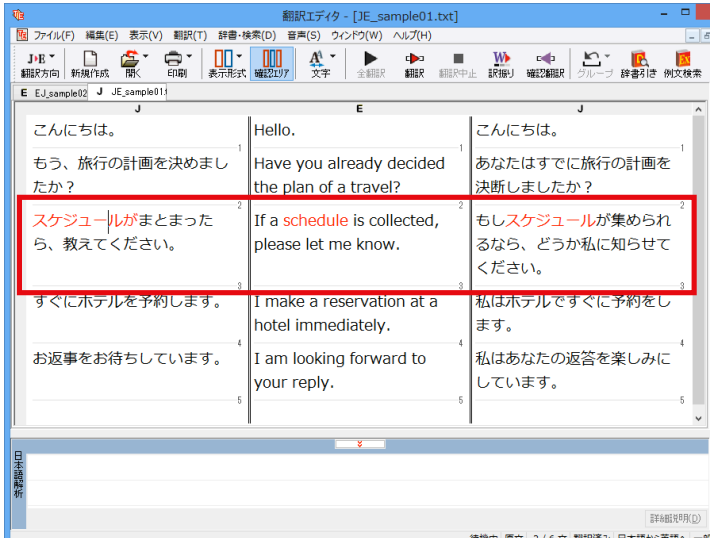 翻訳エディタ - [JE_sample01.txt]
ファイル(F) 編集(E) 表示(V) 翻訳(T) 辞書・検索(D) 音声(S) ウィンドウ(W) ヘルプ(H)
J▸E
翻訳方向 新規作成 開く 印刷 表示形式 確認エリア 文字 全翻訳 翻訳 翻訳中止 訳振り 確認翻訳 グループ 辞書引き 例文検索
E EJ_sample02 J JE_sample01
J E J
こんにちは。
Hello.
こんにちは。
1 1
もう、旅行の計画を決めまし
たか？
Have you already decided
the plan of a travel?
あなたはすでに旅行の計画を
決断しましたか？
2 2 2
スケジュールがまとまった
ら、教えてください。
If a schedule is collected,
please let me know.
もしスケジュールが集められ
るなら、どうか私に知らせて
ください。
3 3 3
すぐにホテルを予約します。
I make a reservation at a
hotel immediately.
私はホテルですぐに予約をし
ます。
4 4 4
お返事をお待ちしています。
I am looking forward to
your reply.
私はあなたの返答を楽しみに
しています。
5 5 5
日本語解析
詳細説明(D)